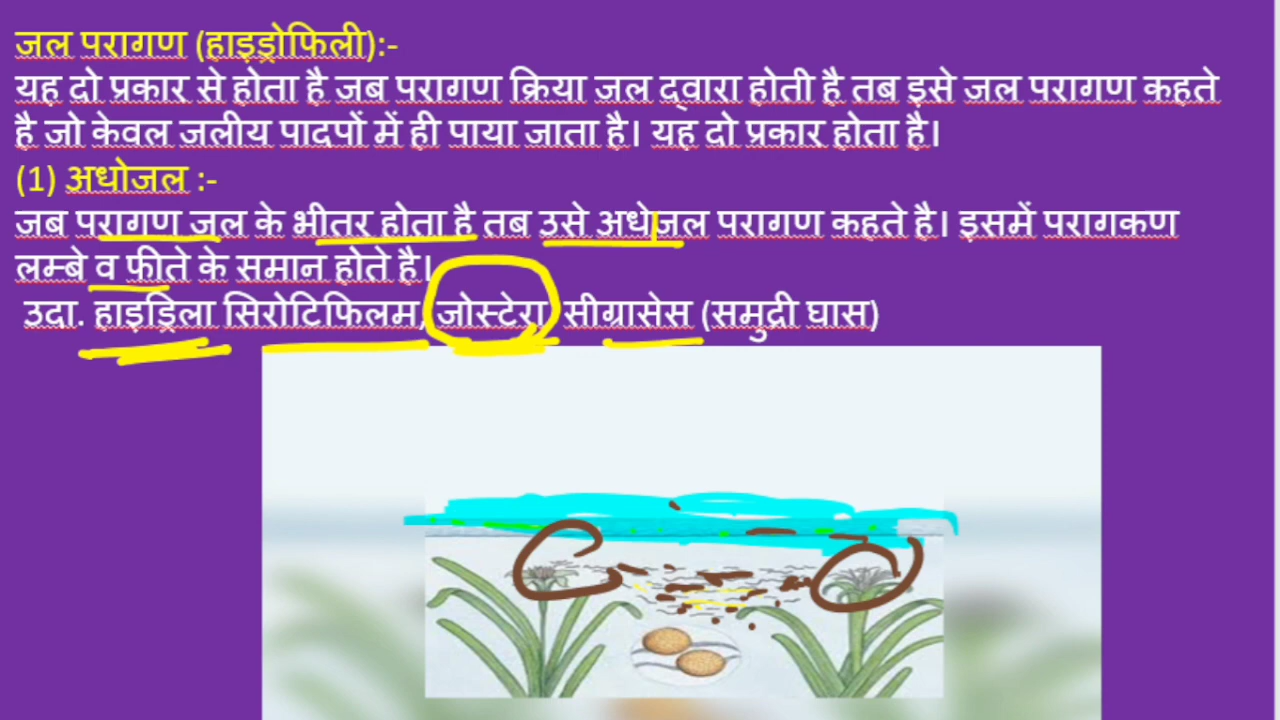 जल परागण (हाइड्रोफिली):-
यह दो प्रकार से होता है जब परागण क्रिया जल द्वारा होती है तब इसे जल परागण कहते
है जो केवल जलीय पादपों में ही पाया जाता है। यह दो प्रकार होता है।
(1) अधोजल :-
जब परागण जल के भीतर होता है तब उसे अधेाजल परागण कहते है। इसमें परागकण
लम्बे व फीते के समान होते है।
उदा. हाइड्रिला सिरोटिफिलम, जोस्टेरा सीग्रासेस (समुद्री घास)